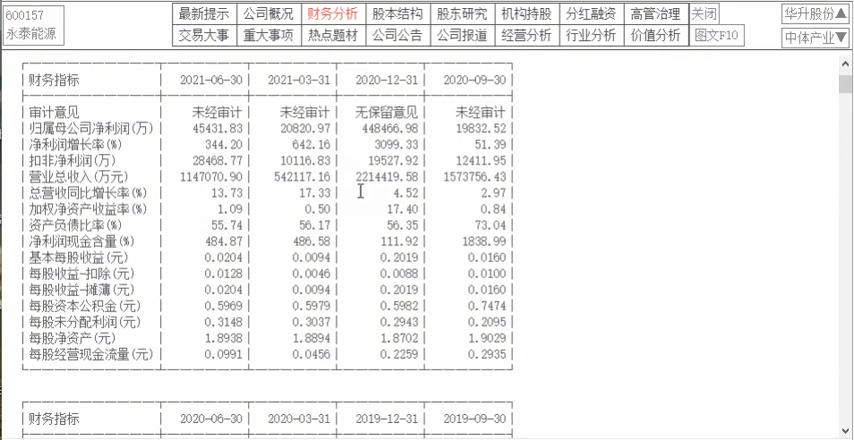 600157 最新提示 公司概况 财务分析 股本结构 股东研究 机构持股 分红融资 高管治理 关闭 华升股份▲
永泰能源 交易大事 重大事项 热点题材 公司公告 公司报道 经营分析 行业分析 价值分析 图文F10 中体产业▼
财务指标 2021-06-30 2021-03-31 2020-12-31 2020-09-30
审计意见 未经审计 未经审计 无保留意见 未经审计
归属母公司净利润(万) 45431.83 20820.97 448466.98 19832.52
净利润增长率(%) 344.20 642.16 3099.33 51.39
扣非净利润(万) 28468.77 10116.83 19527.92 12411.95
营业总收入(万元) 1147070.90 542117.16 2214419.58 1573756.43
总营收同比增长率(%) 13.73 17.33 4.52 2.97
加权净资产收益率(%) 1.09 0.50 17.40 0.84
资产负债比率(%) 55.74 56.17 56.35 73.04
净利润现金含量(%) 484.87 486.58 111.92 1838.99
基本每股收益(元) 0.0204 0.0094 0.2019 0.0160
每股收益-扣除(元) 0.0128 0.0046 0.0088 0.0100
每股收益-摊薄(元) 0.0204 0.0094 0.2019 0.0160
每股资本公积金(元) 0.5969 0.5979 0.5982 0.7474
每股未分配利润(元) 0.3148 0.3037 0.2943 0.2095
每股净资产(元) 1.8938 1.8894 1.8702 1.9029
每股经营现金流量(元) 0.0991 0.0456 0.2259 0.2935
财务指标 2020-06-30 2020-03-31 2019-12-31 2019-09-30